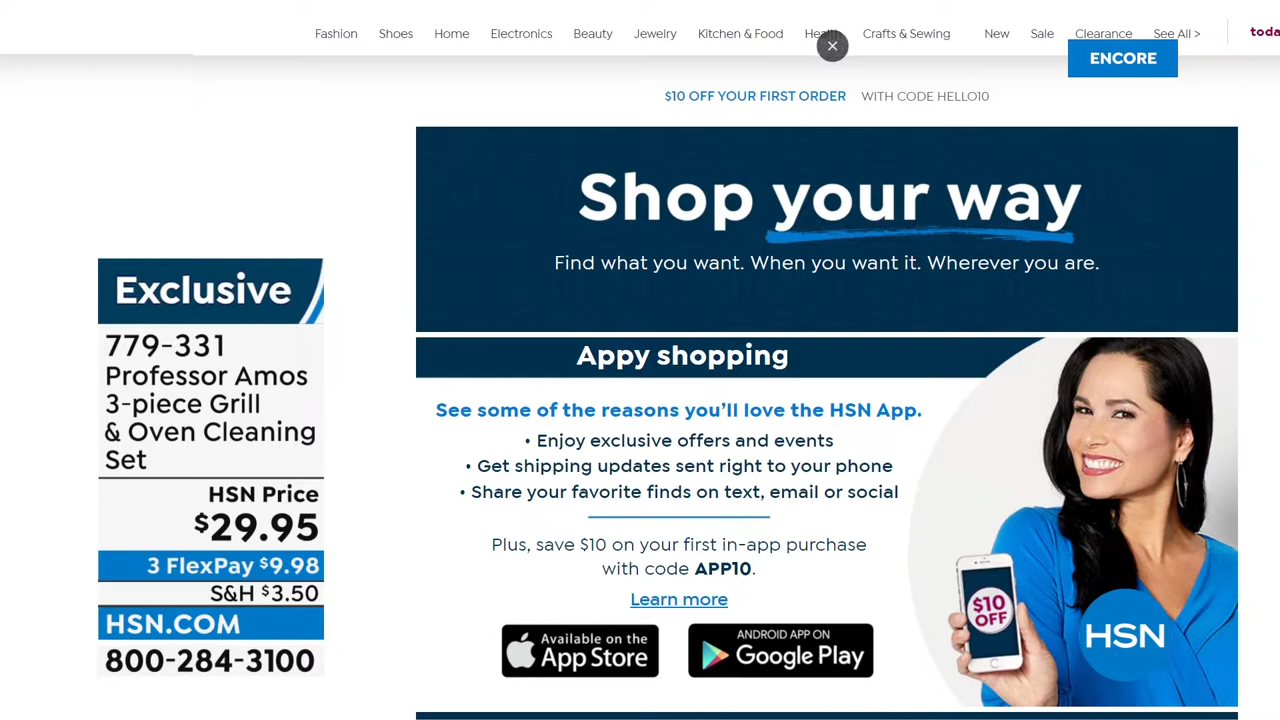 Fashion Shoes Home Electronics Beauty Jewelry Kitchen & Food Health Crafts & Sewing New Sale Clearance See All >
ENCORE
$10 OFF YOUR FIRST ORDER WITH CODE HELLO10
Shop your way
Find what you want. When you want it. Wherever you are.
Exclusive
779-331
Professor Amos
3-piece Grill
& Oven Cleaning
Set
HSN Price
$29.95
3 FlexPay $9.98
S&H $3.50
HSN.COM
800-284-3100
Appy shopping
See some of the reasons you'll love the HSN App.
• Enjoy exclusive offers and events
• Get shipping updates sent right to your phone
• Share your favorite finds on text, email or social
Plus, save $10 on your first in-app purchase
with code APP10.
Learn more
Available on the
App Store
ANDROID APP ON
Google Play
$10
OFF
HSN